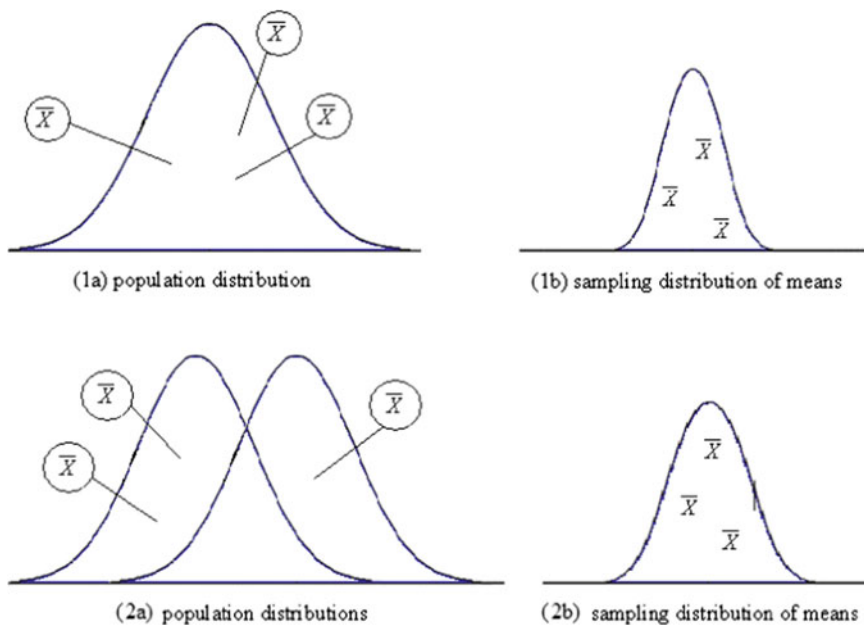 X̅
X̅
X̅
X̅
X̅
X̅
(1a) population distribution
(1b) sampling distribution of means
X̅
X̅
X̅
X̅
X̅
X̅
(2a) population distributions
(2b) sampling distribution of means